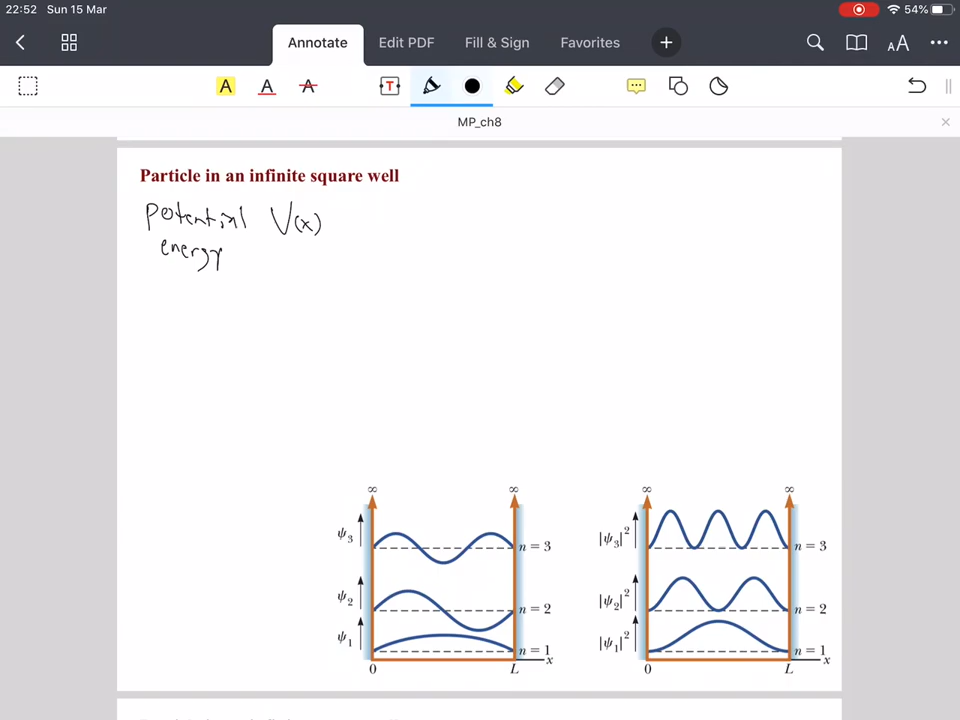 22:52 Sun 15 Mar 54%
Annotate Edit PDF Fill & Sign Favorites + AA
A A A T
MP_ch8
Particle in an infinite square well
potential V(x)
energy
∞ ∞
ψ3 n = 3
ψ2 n = 2
ψ1 n = 1
0 L x
∞ ∞
|ψ3|² n = 3
|ψ2|² n = 2
|ψ1|² n = 1
0 L x